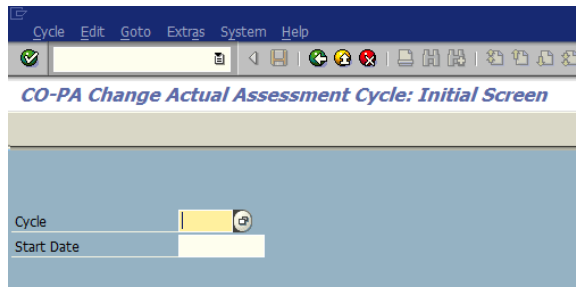 Cycle Edit Goto Extras System Help
CO-PA Change Actual Assessment Cycle: Initial Screen
Cycle
Start Date